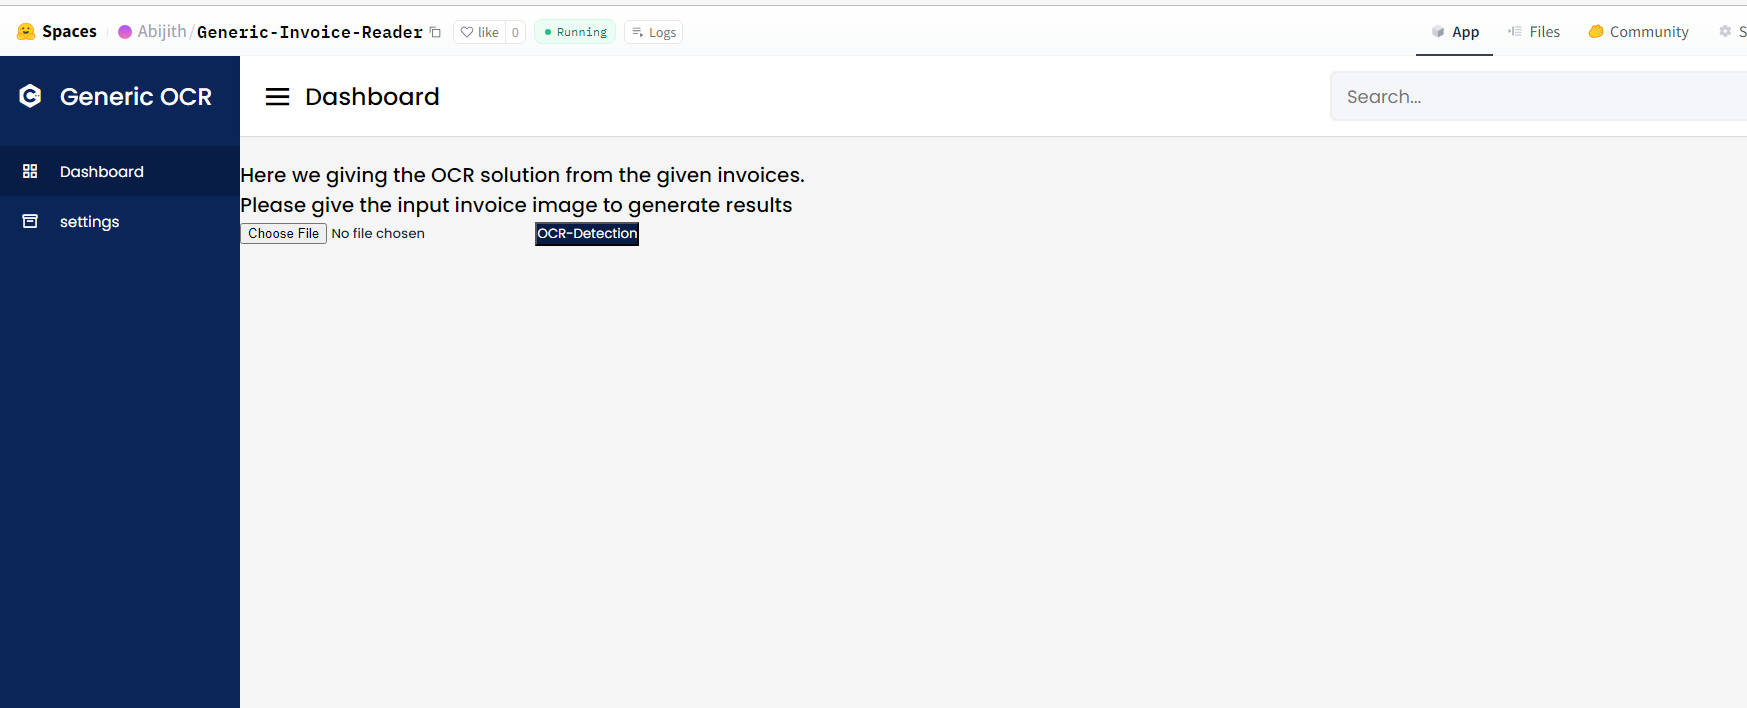 Spaces Abijith/Generic-Invoice-Reader like 0 Running Logs App Files Community
Generic OCR
Dashboard
Search...
Dashboard
settings
Here we giving the OCR solution from the given invoices.
Please give the input invoice image to generate results
Choose File No file chosen OCR-Detection